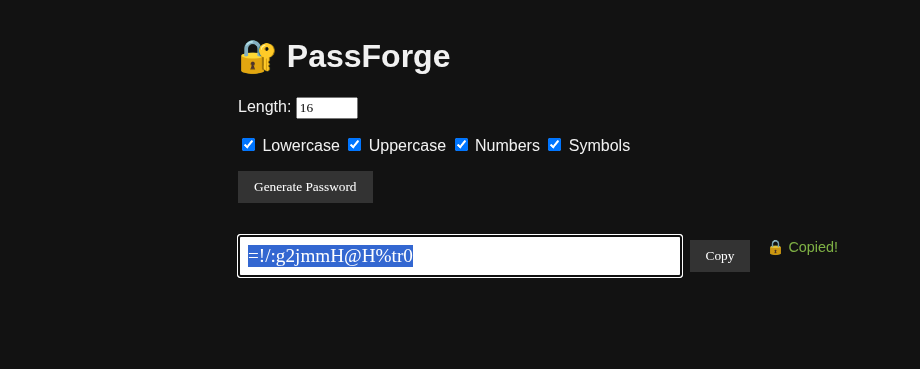 🔐 PassForge
Length: 16
Lowercase Uppercase Numbers Symbols
Generate Password
=!/:g2jmmH@H%tr0 Copy 🔒 Copied!